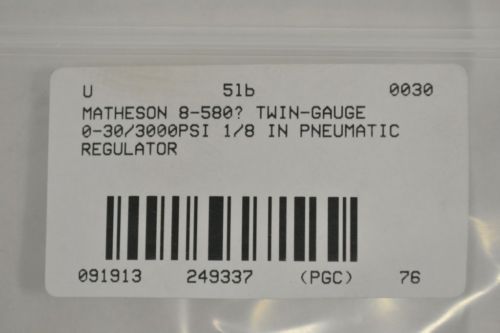 U 51b 0030
MATHESON 8-580? TWIN-GAUGE
0-30/3000PSI 1/8 IN PNEUMATIC
REGULATOR
091913 249337 (PGC) 76